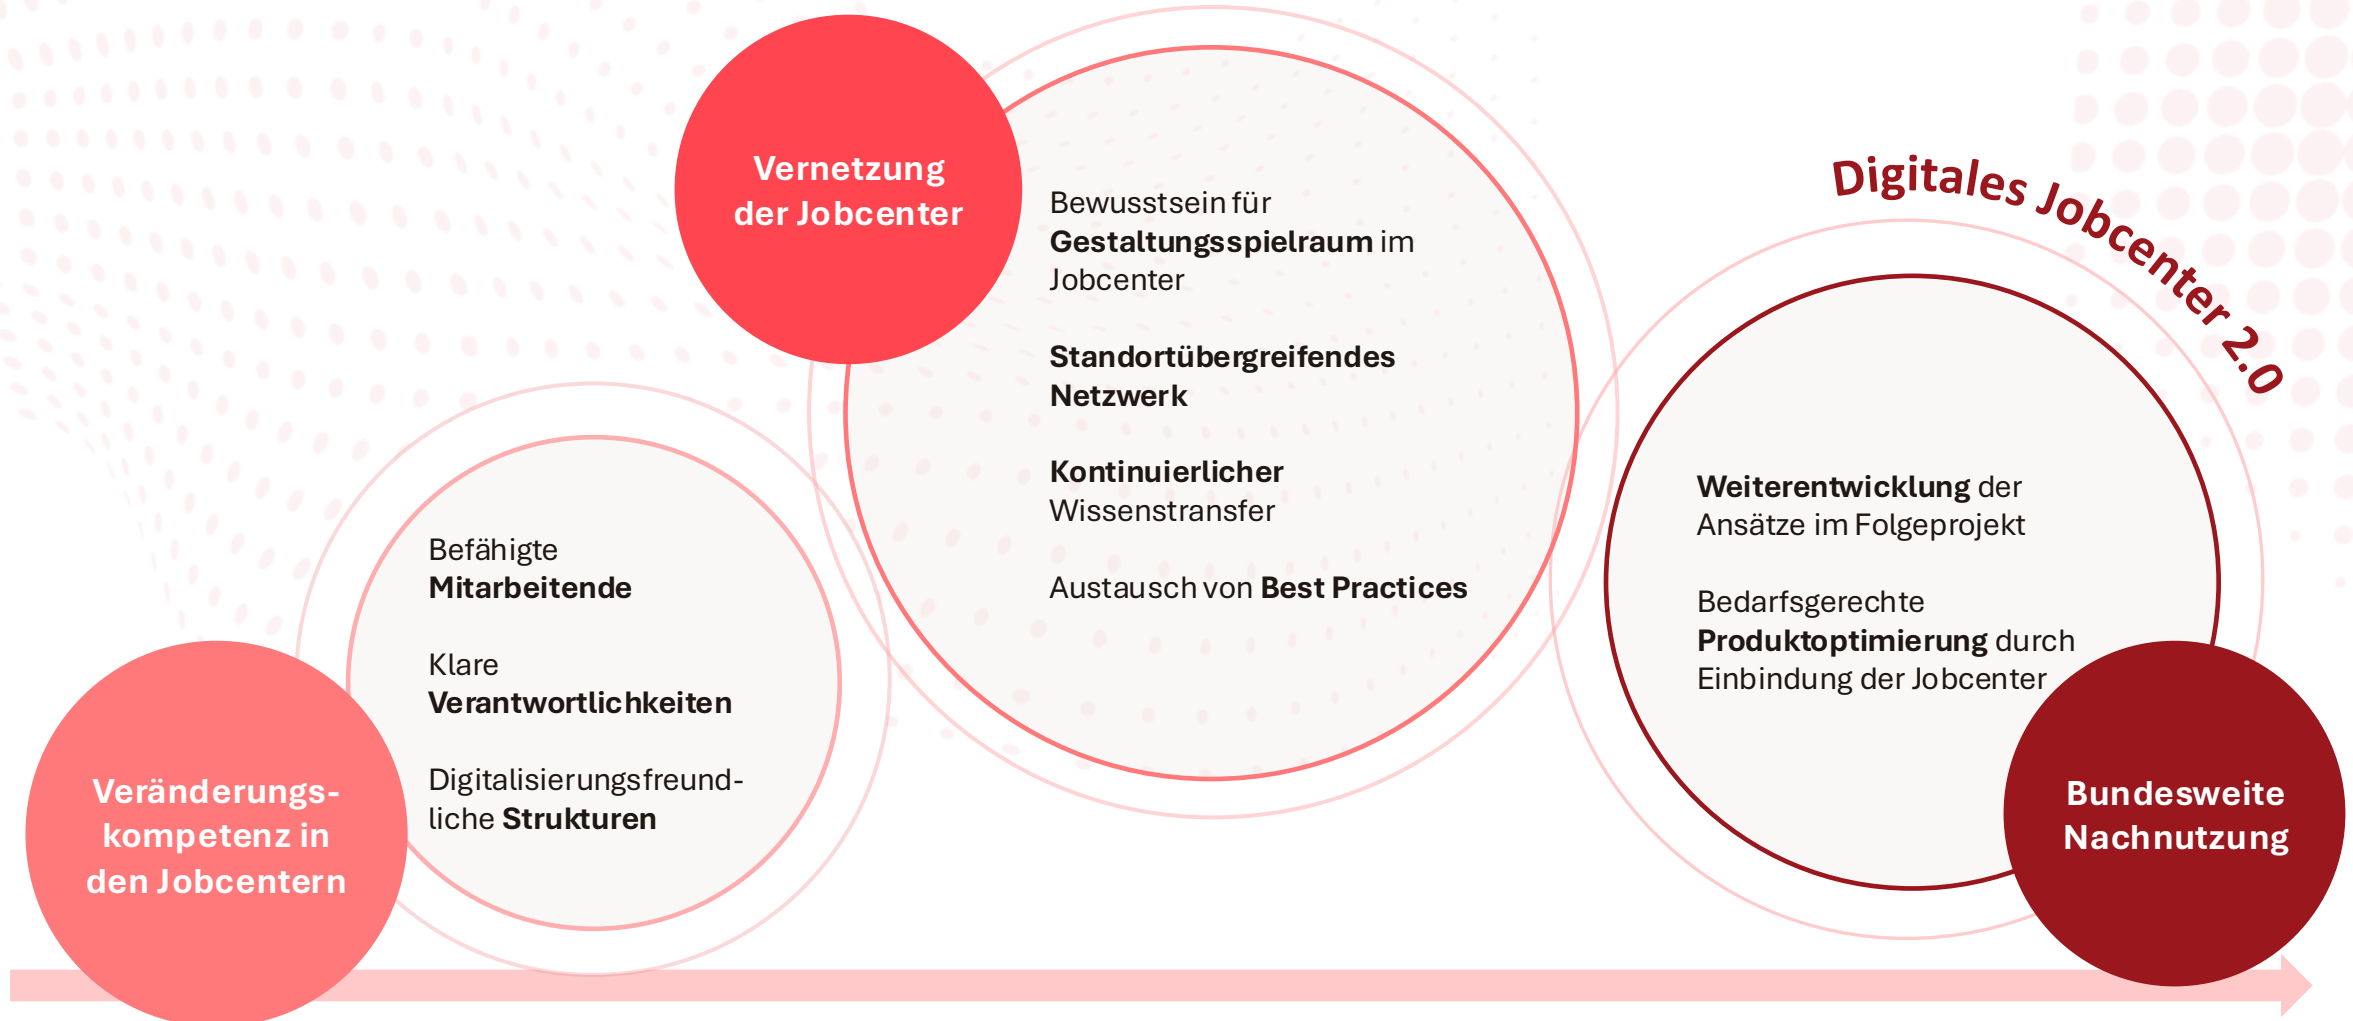 Veränderungs-
kompetenz in
den Jobcentern
Befähigte
Mitarbeitende
Klare
Verantwortlichkeiten
Digitalisierungsfreund-
liche Strukturen
Vernetzung
der Jobcenter
Bewusstsein für
Gestaltungsspielraum im
Jobcenter
Standortübergreifendes
Netzwerk
Kontinuierlicher
Wissenstransfer
Austausch von Best Practices
Digitales Jobcenter 2.0
Weiterentwicklung der
Ansätze im Folgeprojekt
Bedarfsgerechte
Produktoptimierung durch
Einbindung der Jobcenter
Bundesweite
Nachnutzung